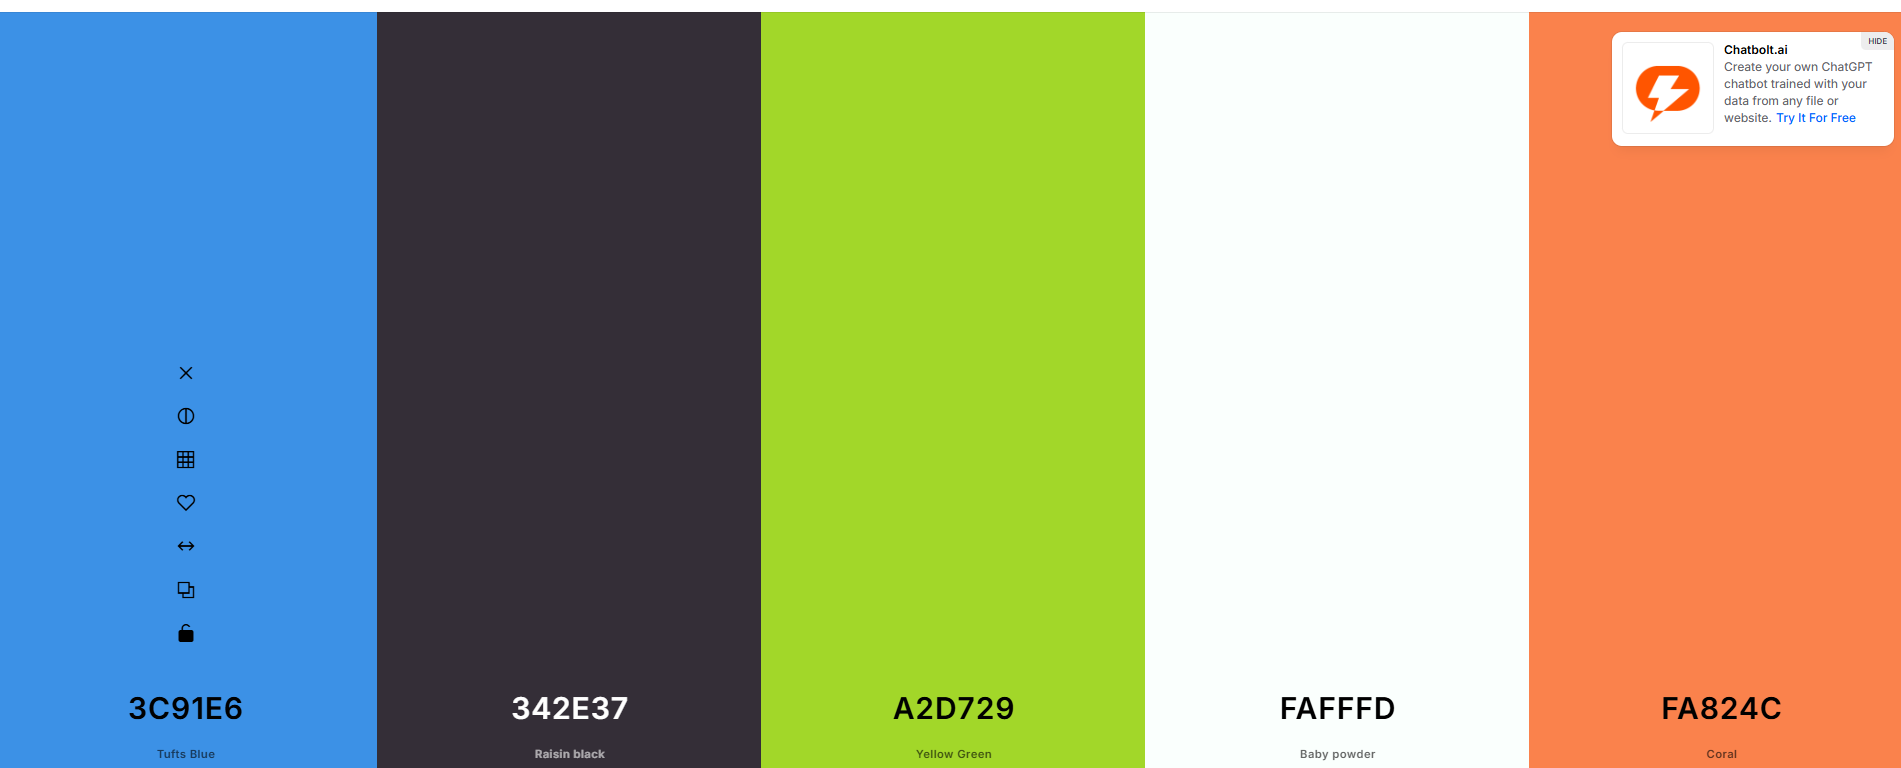 HIDE
Chatbolt.ai
Create your own ChatGPT
chatbot trained with your
data from any file or
website. Try It For Free
3C91E6
342E37
A2D729
FAFFFD
FA824C
Tufts Blue
Raisin black
Yellow Green
Baby powder
Coral